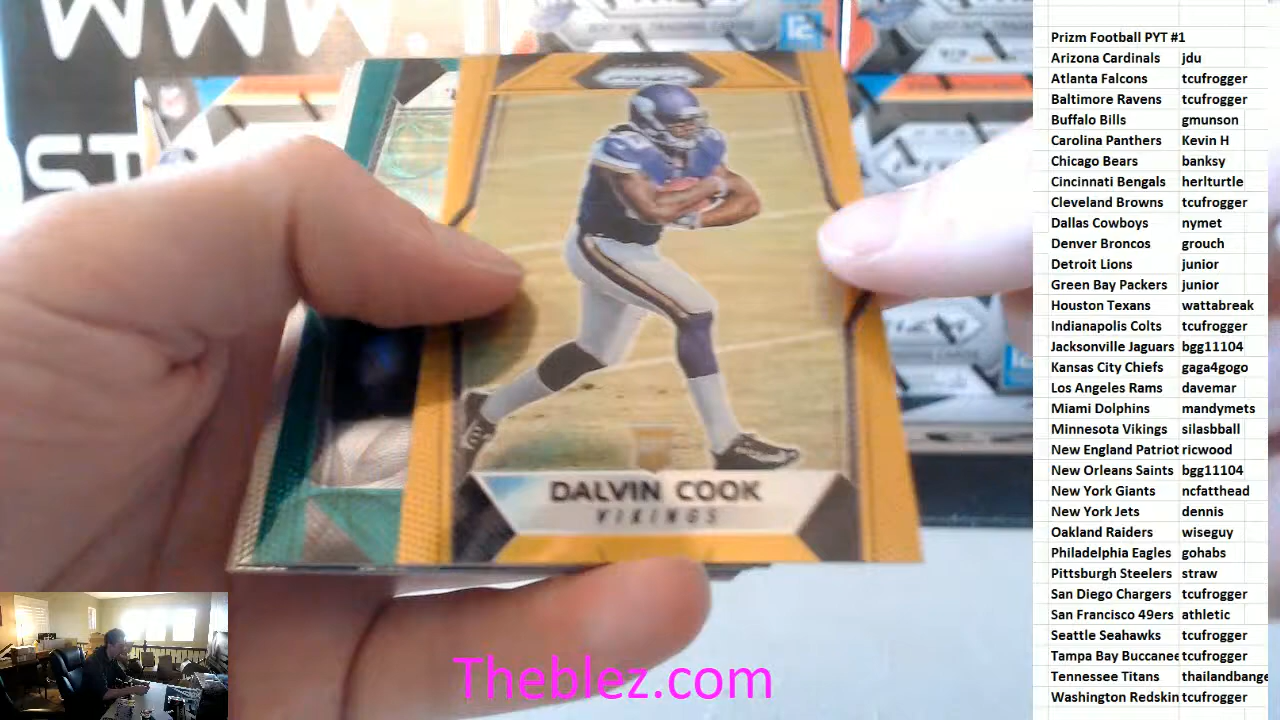 WWW.
ST
12
PRIZM
DALVIN COOK
VIKINGS
Theblez.com
Prizm Football PYT #1
Arizona Cardinals jdu
Atlanta Falcons tcufrogger
Baltimore Ravens tcufrogger
Buffalo Bills gmunson
Carolina Panthers Kevin H
Chicago Bears banksy
Cincinnati Bengals herlturtle
Cleveland Browns tcufrogger
Dallas Cowboys nymet
Denver Broncos grouch
Detroit Lions junior
Green Bay Packers junior
Houston Texans wattabreak
Indianapolis Colts tcufrogger
Jacksonville Jaguars bgg11104
Kansas City Chiefs gaga4gogo
Los Angeles Rams davemar
Miami Dolphins mandymets
Minnesota Vikings silasbball
New England Patriot ricwood
New Orleans Saints bgg11104
New York Giants ncfatthead
New York Jets dennis
Oakland Raiders wiseguy
Philadelphia Eagles gohabs
Pittsburgh Steelers straw
San Diego Chargers tcufrogger
San Francisco 49ers athletic
Seattle Seahawks tcufrogger
Tampa Bay Buccanee tcufrogger
Tennessee Titans thailandbange
Washington Redskin tcufrogger